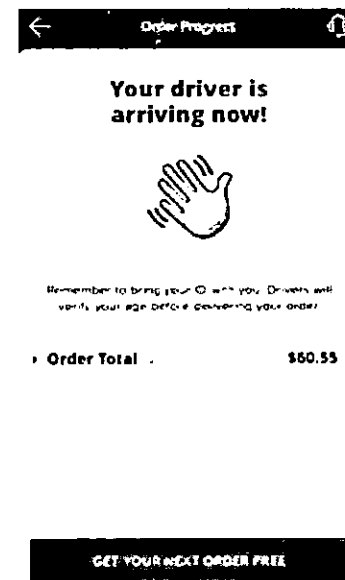 Order Progress
Your driver is
arriving now!
Remember to bring your ID with you. Drivers will
verify your age before delivering your order.
Order Total
$60.55
GET YOUR NEXT ORDER FREE